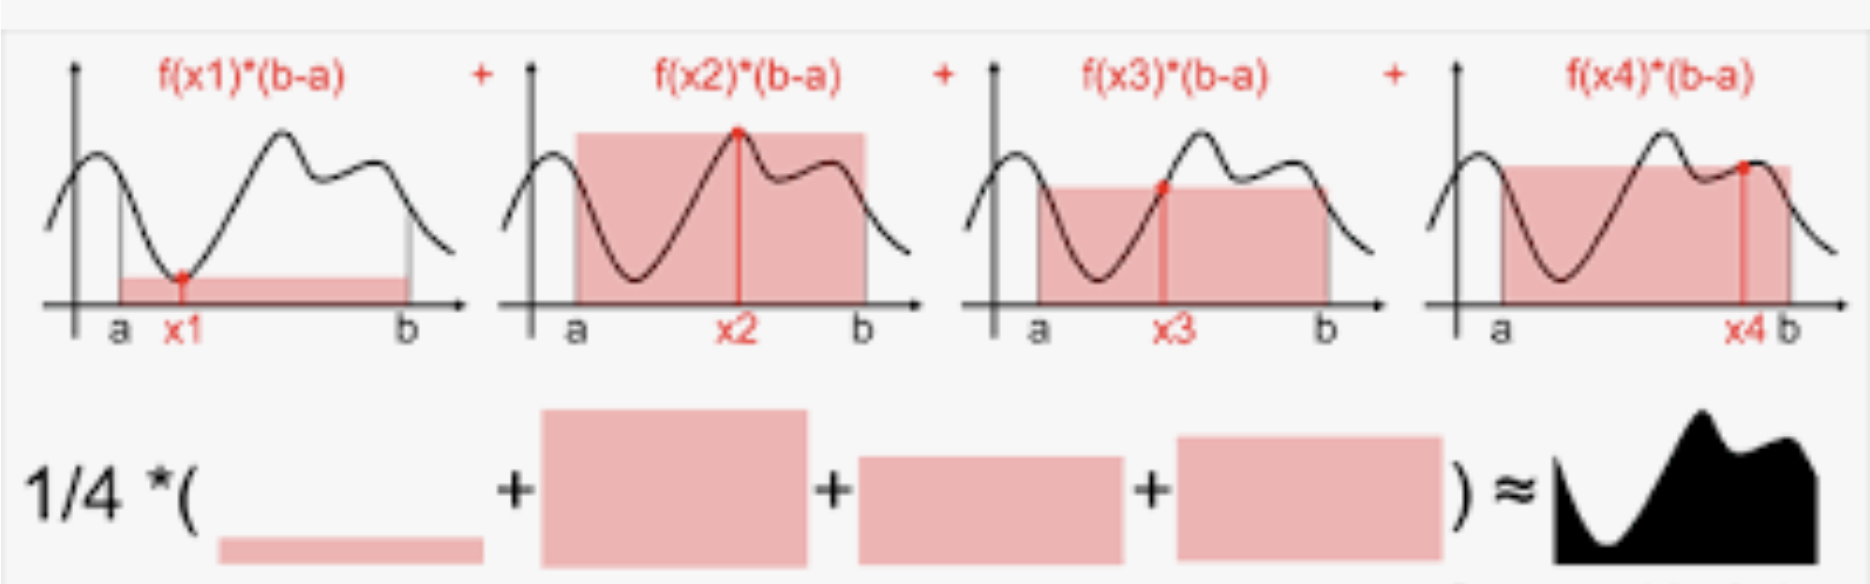 f(x1)*(b-a) + f(x2)*(b-a) + f(x3)*(b-a) + f(x4)*(b-a)
a x1 b a x2 b a x3 b a x4 b
1/4 *( + + + ) ≈